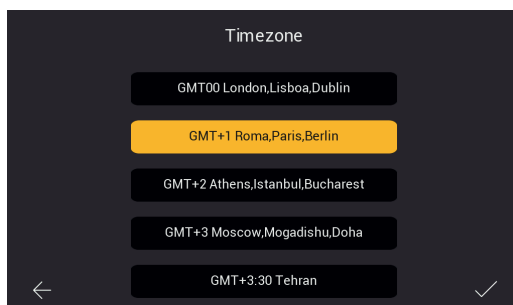 Timezone
GMT00 London,Lisboa,Dublin
GMT+1 Roma,Paris,Berlin
GMT+2 Athens,Istanbul,Bucharest
GMT+3 Moscow,Mogadishu,Doha
GMT+3:30 Tehran